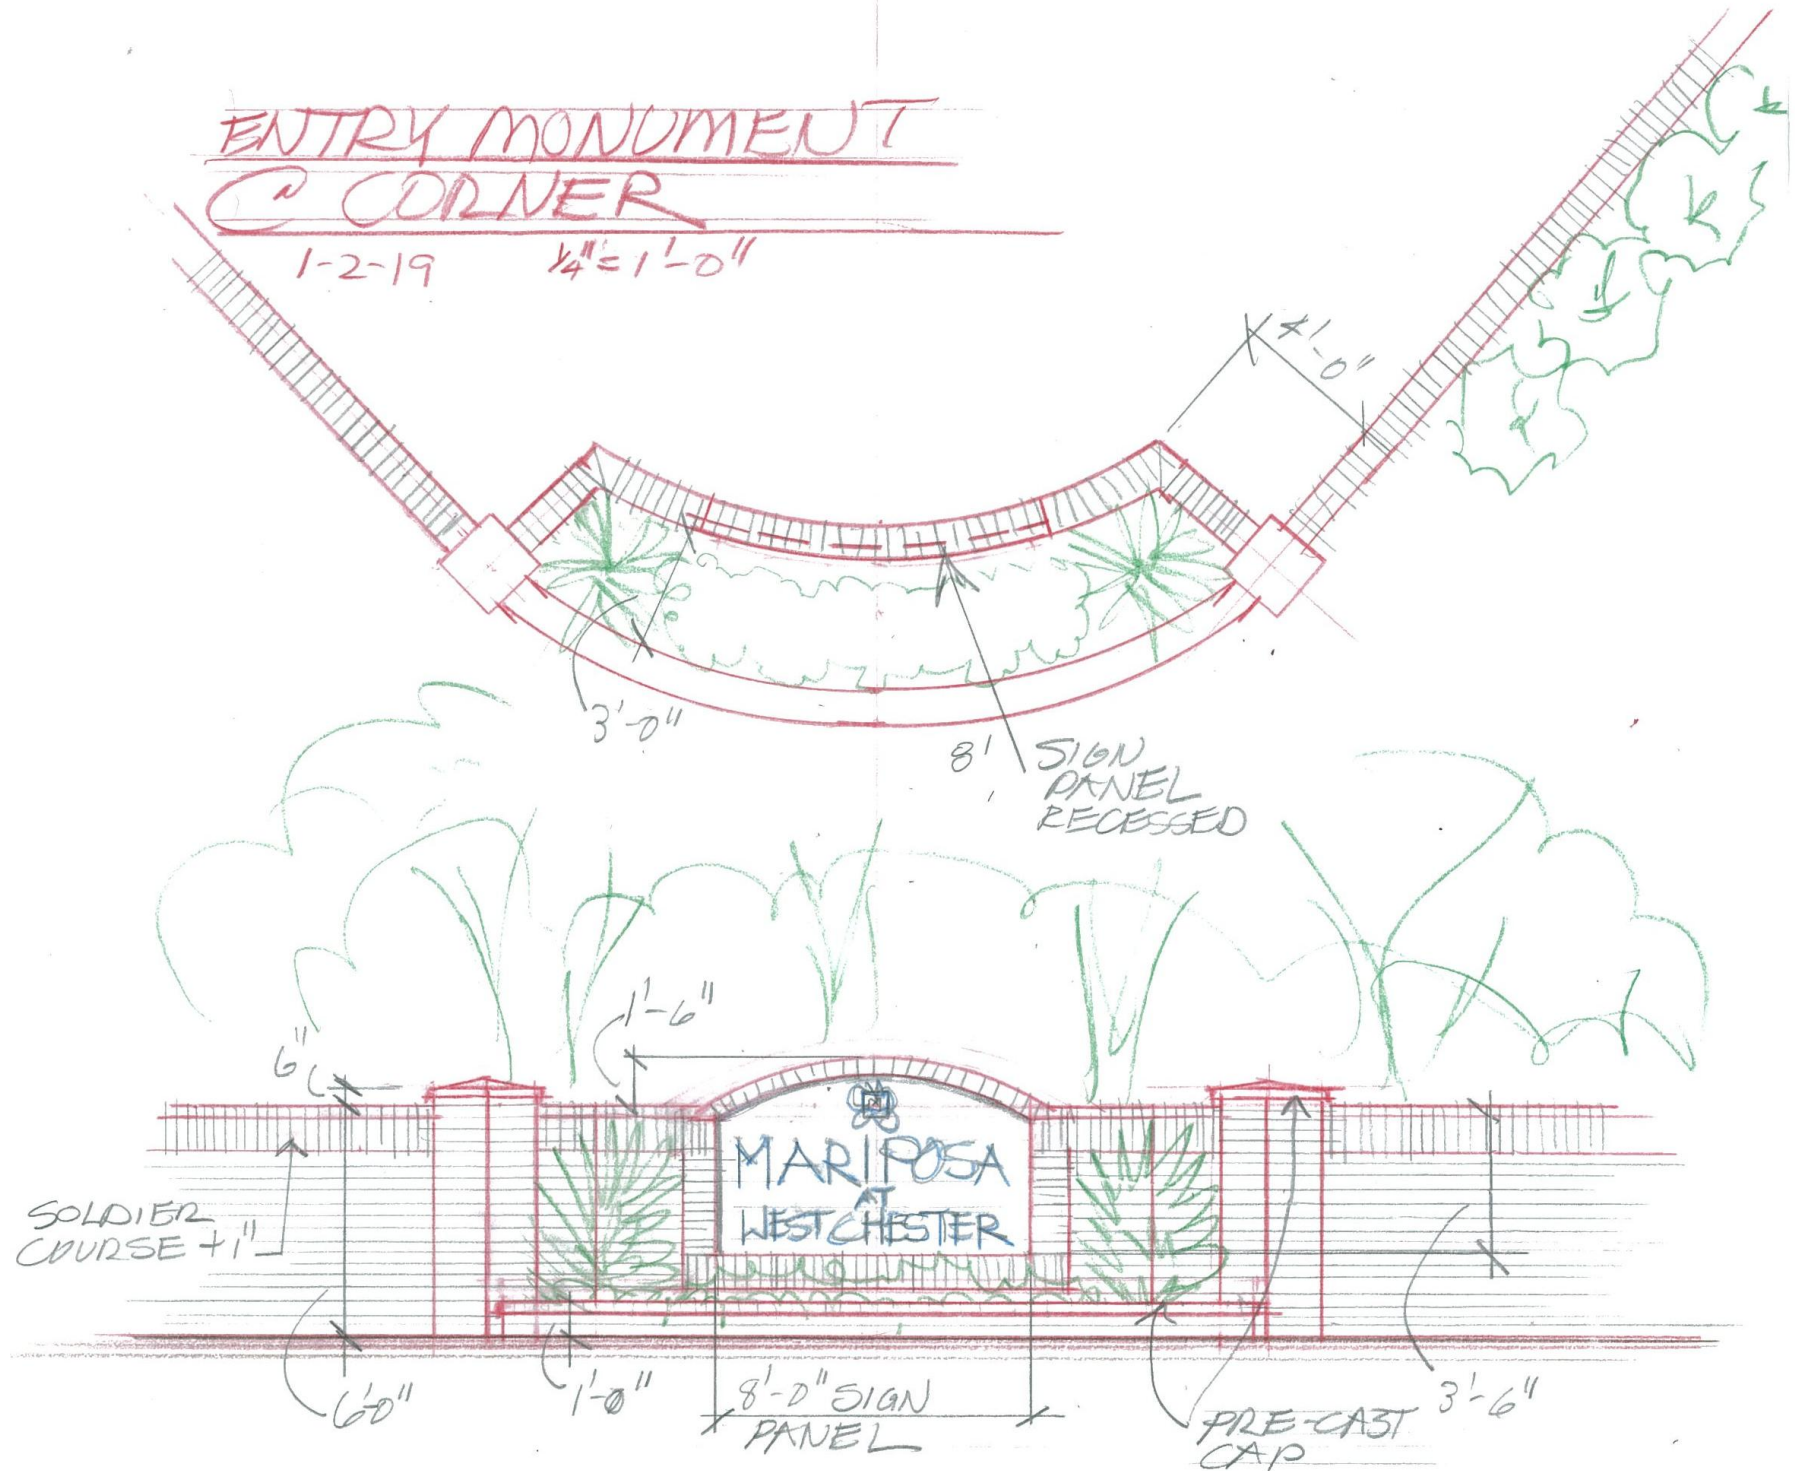 ENTRY MONUMENT
@ CORNER
1-2-19 1/4"=1'-0"
4'-0"
3'-0"
8' SIGN
PANEL
RECESSED
1'-6"
6"
MARIPOSA
AT
WESTCHESTER
SOLDIER
COURSE +1"
6'-0"
1'-0"
8'-0" SIGN
PANEL
PRE-CAST
CAP
3'-6"